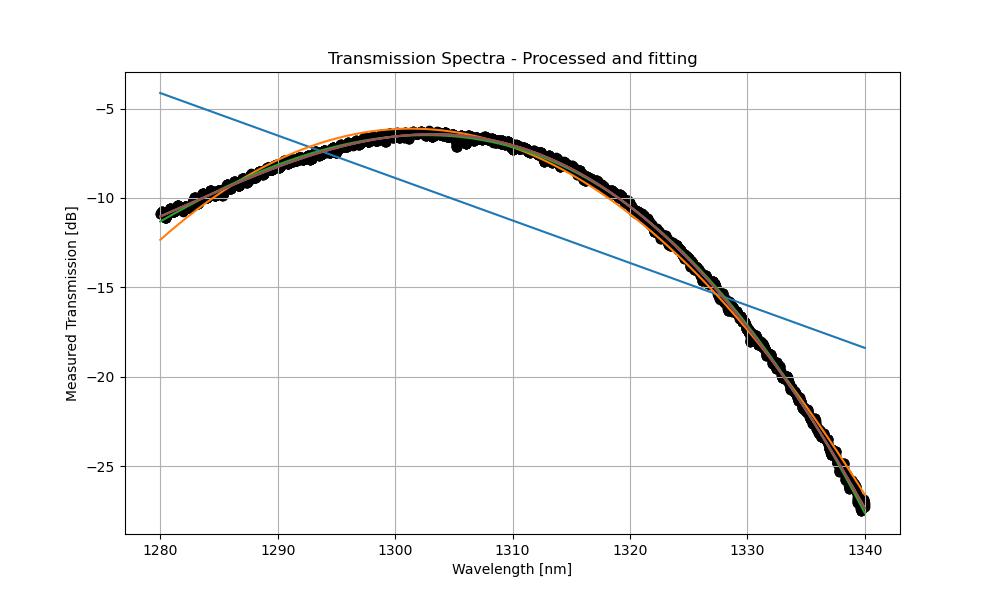 Transmission Spectra - Processed and fitting
Measured Transmission [dB]
−5
−10
−15
−20
−25
1280 1290 1300 1310 1320 1330 1340
Wavelength [nm]